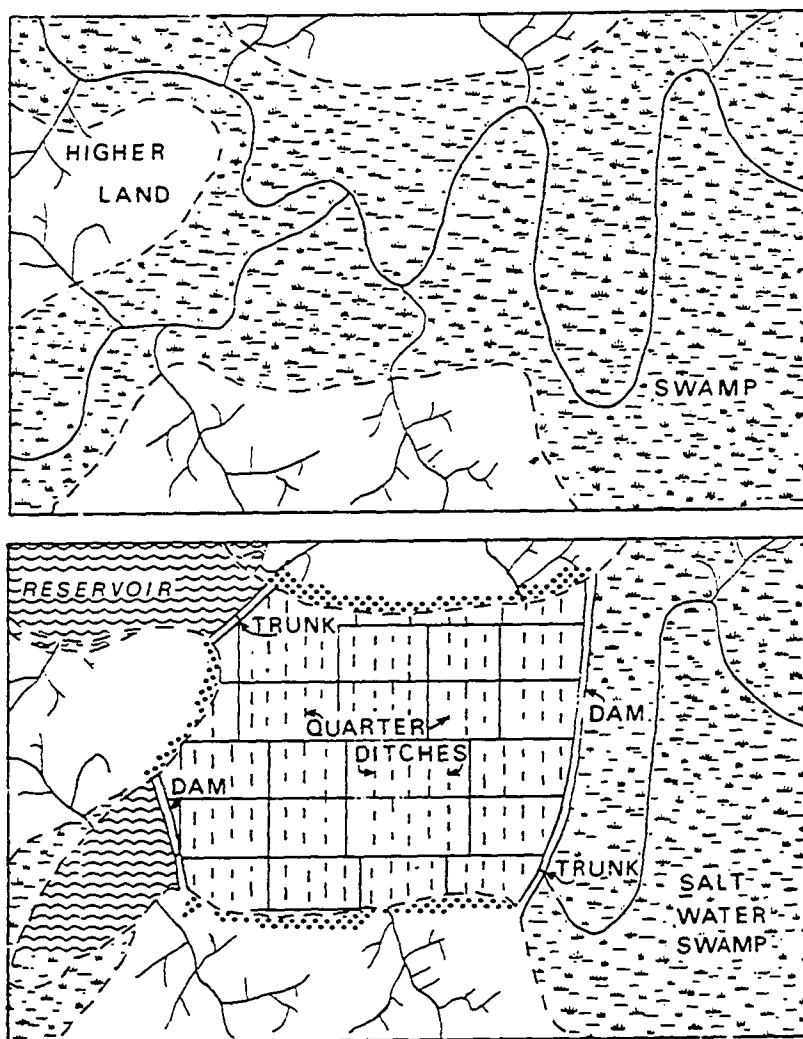 HIGHER
LAND
SWAMP
RESERVOIR
TRUNK
QUARTER
DITCHES
DAM
DAM
TRUNK
SALT
WATER
SWAMP